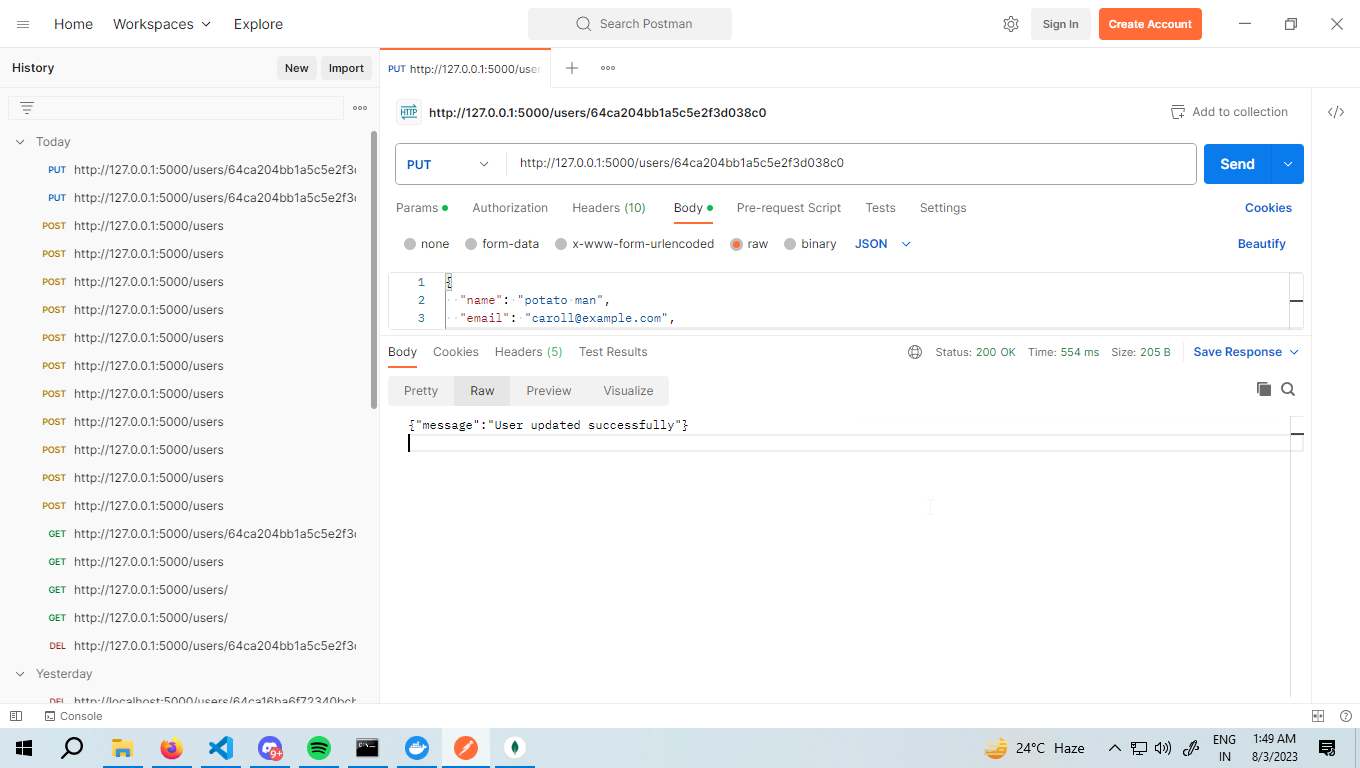 Home Workspaces Explore Search Postman Sign In Create Account
History New Import
PUT http://127.0.0.1:5000/user
HTTP http://127.0.0.1:5000/users/64ca204bb1a5c5e2f3d038c0 Add to collection
PUT http://127.0.0.1:5000/users/64ca204bb1a5c5e2f3d038c0 Send
Params Authorization Headers (10) Body Pre-request Script Tests Settings Cookies
none form-data x-www-form-urlencoded raw binary JSON Beautify
1 {
2 "name": "potato man",
3 "email": "caroll@example.com",
Body Cookies Headers (5) Test Results Status: 200 OK Time: 554 ms Size: 205 B Save Response
Pretty Raw Preview Visualize
{"message":"User updated successfully"}
Today
PUT http://127.0.0.1:5000/users/64ca204bb1a5c5e2f3
PUT http://127.0.0.1:5000/users/64ca204bb1a5c5e2f3
POST http://127.0.0.1:5000/users
POST http://127.0.0.1:5000/users
POST http://127.0.0.1:5000/users
POST http://127.0.0.1:5000/users
POST http://127.0.0.1:5000/users
POST http://127.0.0.1:5000/users
POST http://127.0.0.1:5000/users
POST http://127.0.0.1:5000/users
POST http://127.0.0.1:5000/users
POST http://127.0.0.1:5000/users
POST http://127.0.0.1:5000/users
GET http://127.0.0.1:5000/users/64ca204bb1a5c5e2f3
GET http://127.0.0.1:5000/users
GET http://127.0.0.1:5000/users/
GET http://127.0.0.1:5000/users/
DEL http://127.0.0.1:5000/users/64ca204bb1a5c5e2f3
Yesterday
DEL http://localhost:5000/users/64ca16ba6f72340bcb
Console
9+ 24°C Haze ENG 1:49 AM
IN 8/3/2023